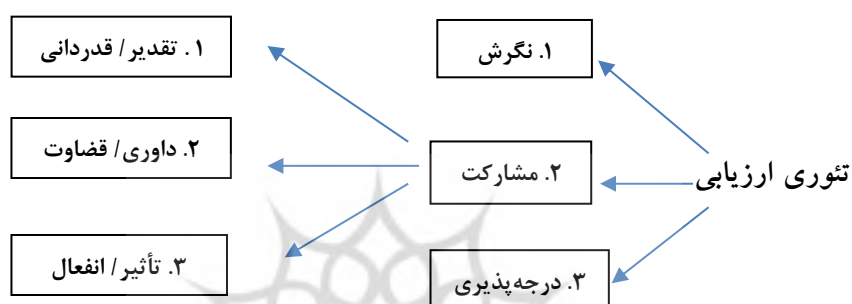 تئوری ارزیابی
۱. نگرش
۲. مشارکت
۳. درجه‌پذیری
۱. تقدیر/ قدردانی
۲. داوری/ قضاوت
۳. تأثیر/ انفعال